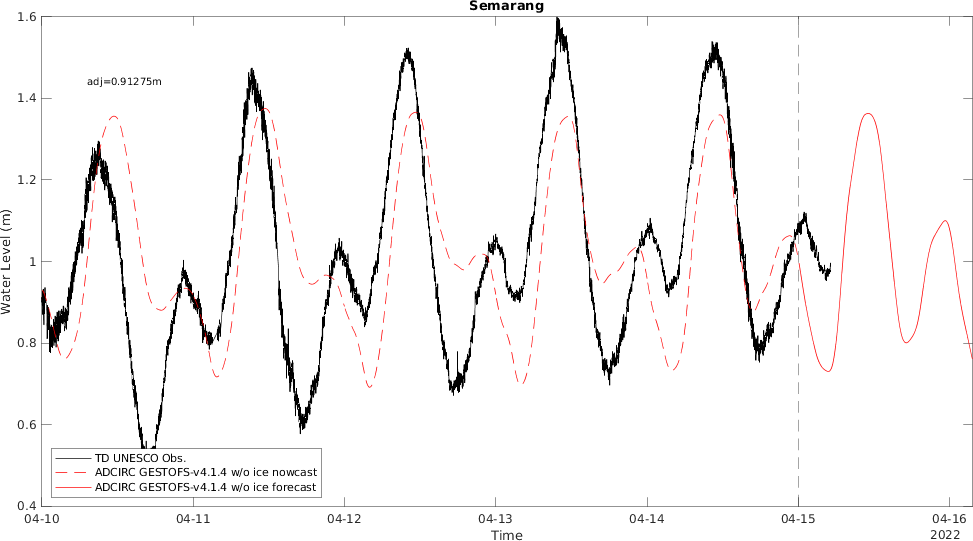 Semarang
1.6
1.4
1.2
1
0.8
0.6
0.4
Water Level (m)
adj=0.91275m
TD UNESCO Obs.
ADCIRC GESTOFS-v4.1.4 w/o ice nowcast
ADCIRC GESTOFS-v4.1.4 w/o ice forecast
04-10 04-11 04-12 04-13 04-14 04-15 04-16
Time
2022